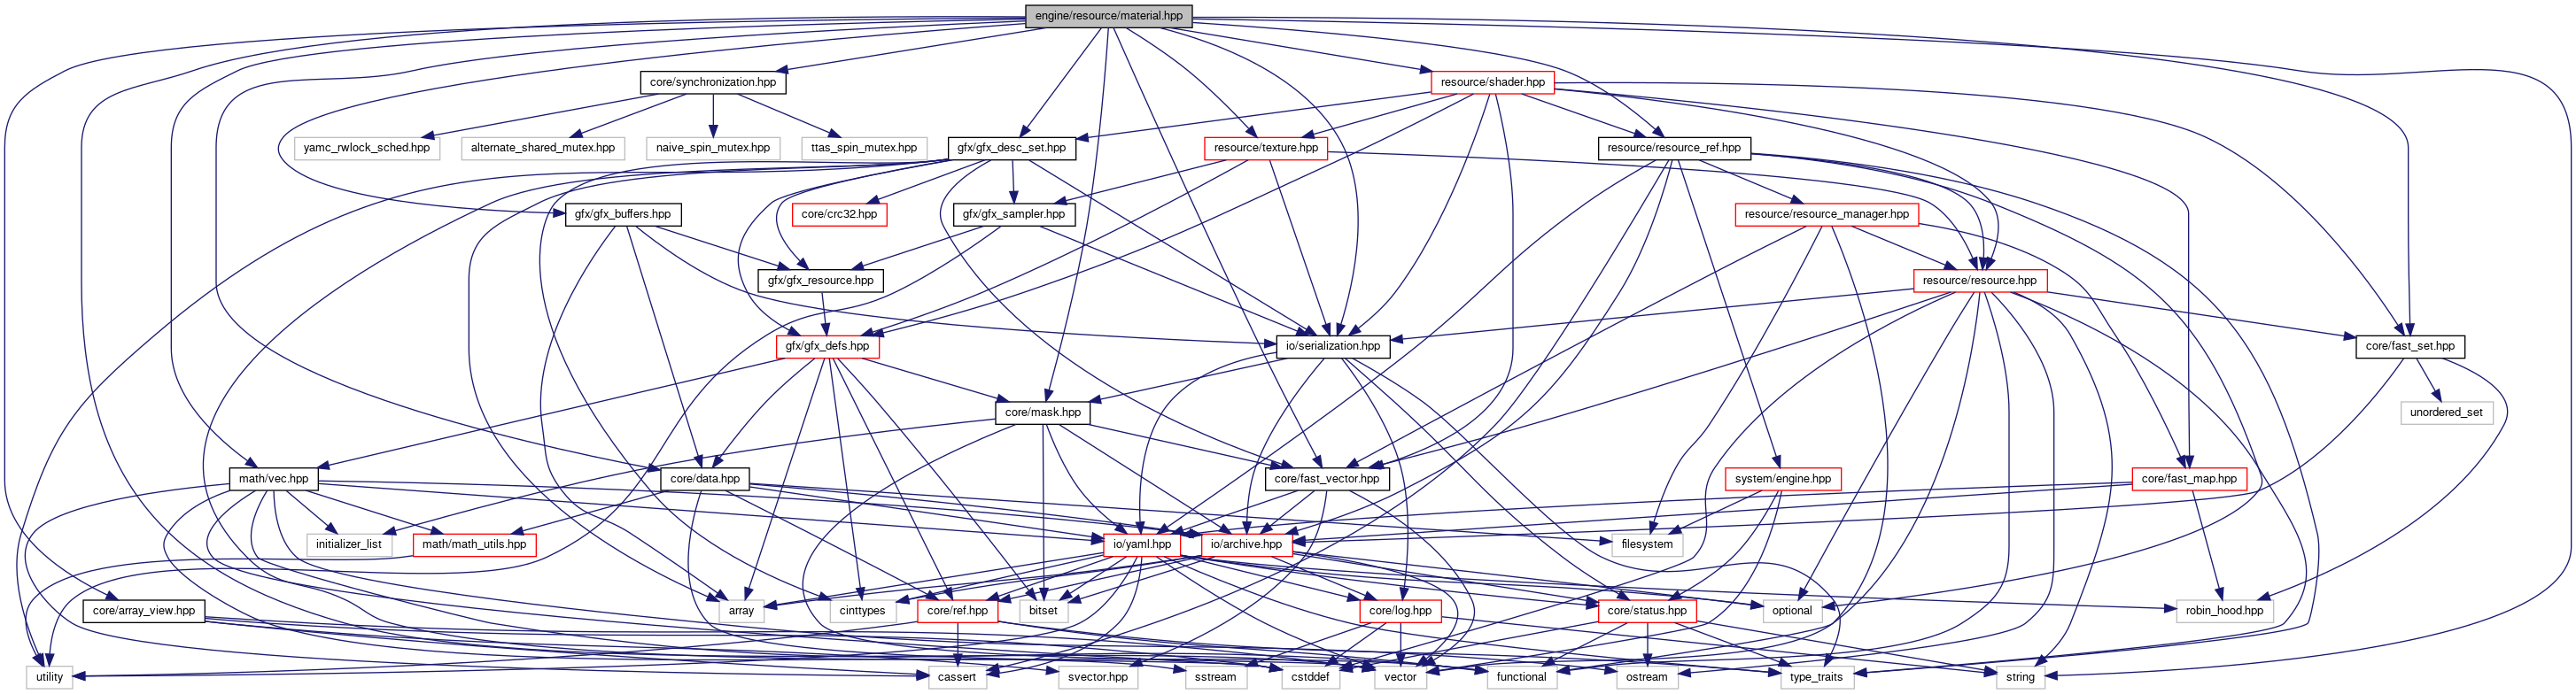 engine/resource/material.hpp
core/synchronization.hpp
resource/shader.hpp
yamc_rwlock_sched.hpp
alternate_shared_mutex.hpp
naive_spin_mutex.hpp
ttas_spin_mutex.hpp
gfx/gfx_desc_set.hpp
resource/texture.hpp
resource/resource_ref.hpp
gfx/gfx_buffers.hpp
core/crc32.hpp
gfx/gfx_sampler.hpp
resource/resource_manager.hpp
gfx/gfx_resource.hpp
resource/resource.hpp
gfx/gfx_defs.hpp
io/serialization.hpp
core/fast_set.hpp
core/mask.hpp
unordered_set
math/vec.hpp
core/data.hpp
core/fast_vector.hpp
system/engine.hpp
core/fast_map.hpp
initializer_list
math/math_utils.hpp
io/yaml.hpp
io/archive.hpp
filesystem
core/array_view.hpp
array
cinttypes
core/ref.hpp
bitset
core/log.hpp
core/status.hpp
optional
robin_hood.hpp
utility
cassert
svector.hpp
sstream
cstddef
vector
functional
ostream
type_traits
string